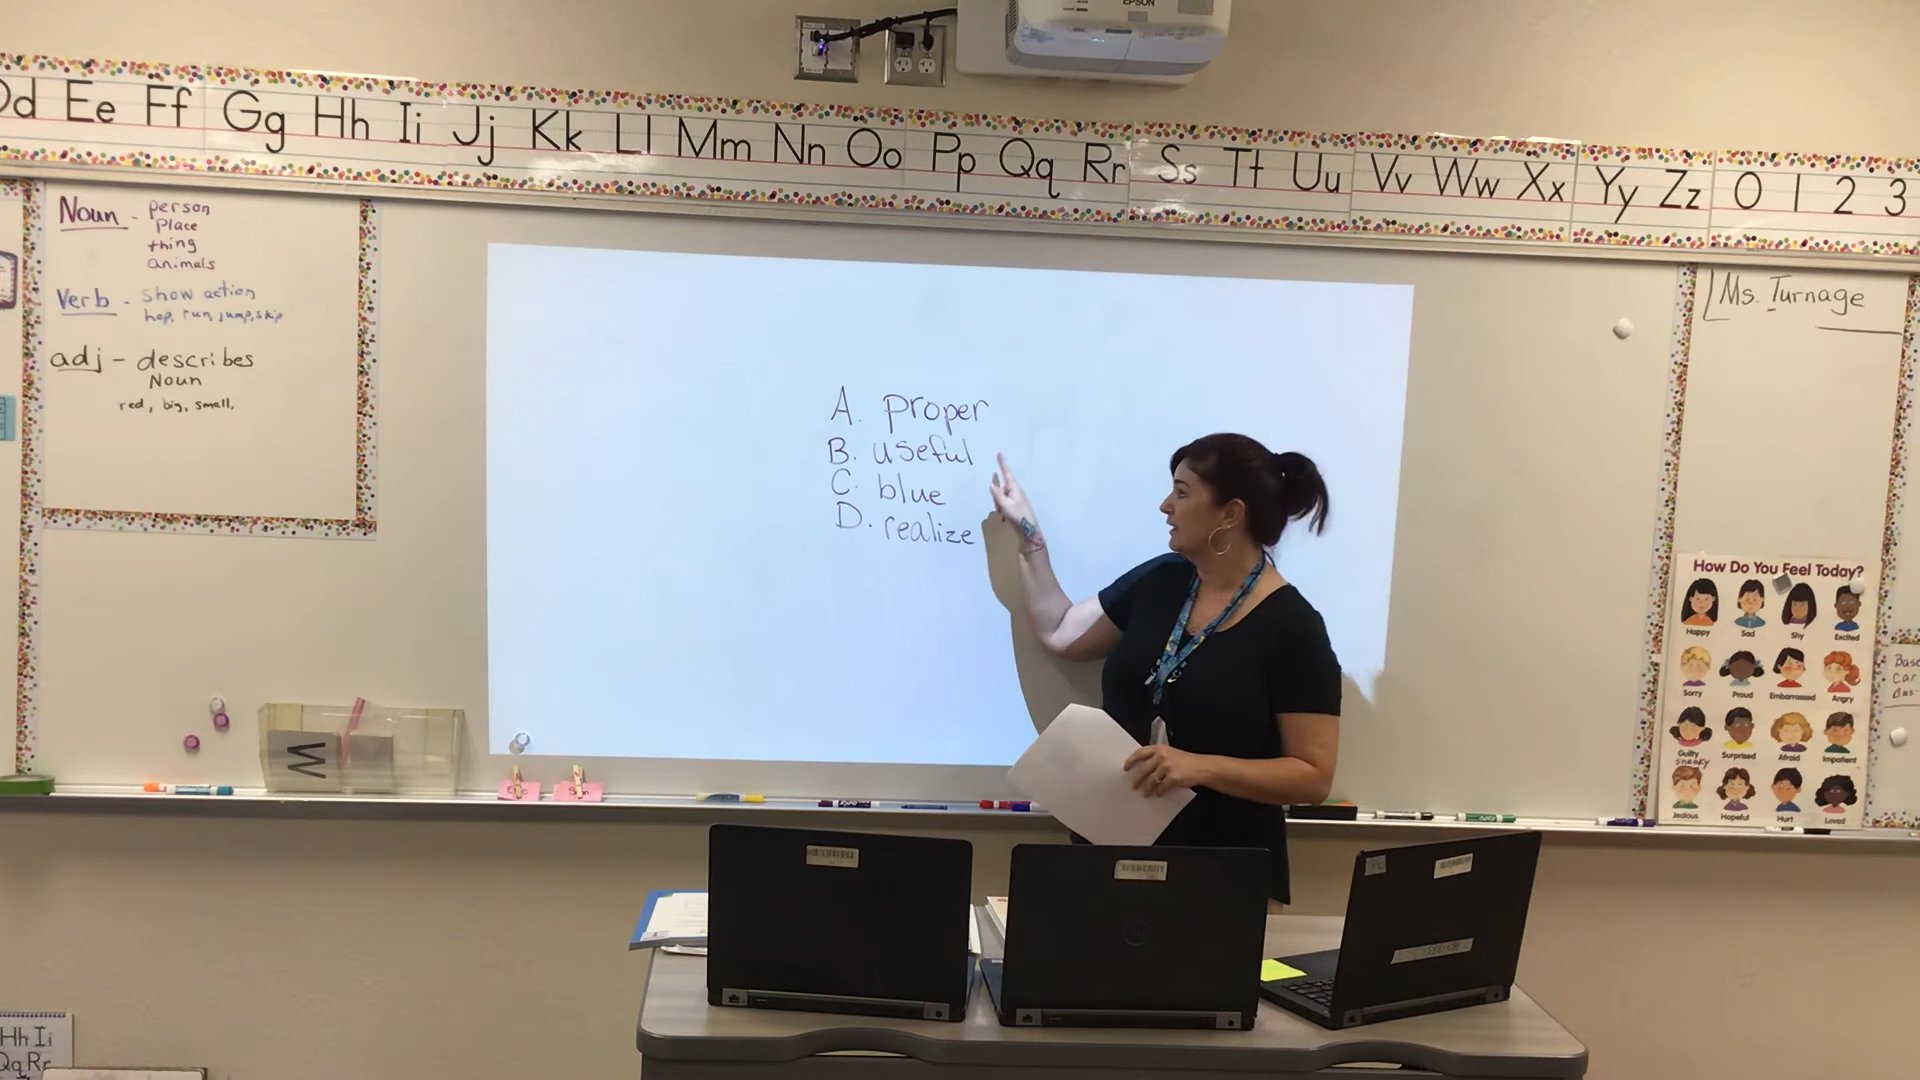 EPSON
Dd Ee Ff Gg Hh Ii Jj Kk Ll Mm Nn Oo Pp Qq Rr Ss Tt Uu Vv Ww Xx Yy Zz 0 1 2 3
Noun - person
place
thing
animals
Verb - show action
hop, run, jump, skip
adj - describes
Noun
red, big, small,
A. proper
B. useful
C. blue
D. realize
Ms. Turnage
How Do You Feel Today?
Happy Sad Shy Excited
Sorry Proud Embarrassed Angry
Guilty Surprised Afraid Impatient
sneaky
Jealous Hopeful Hurt Loved
Base
Car
Bus
W
Hh Ii
Qq Rr